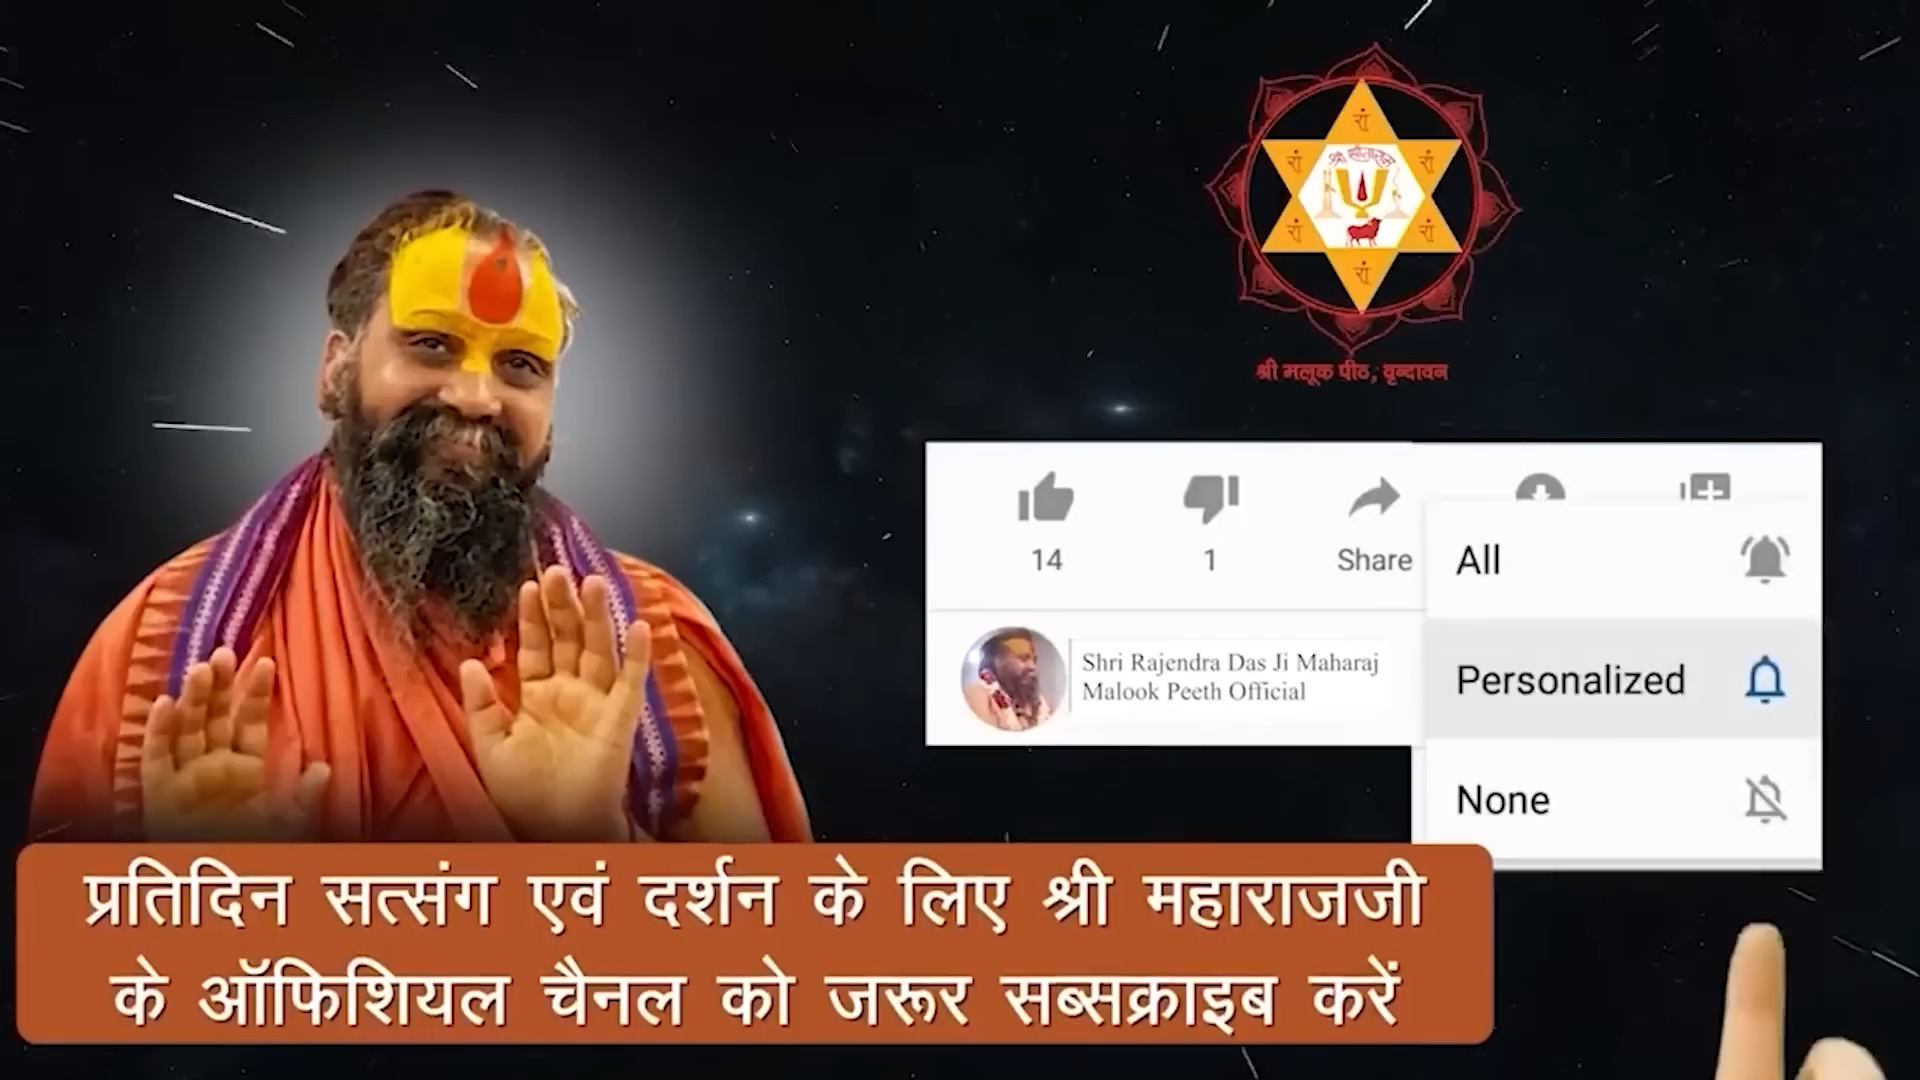 रां
रां
रां
श्री सीताराम
रां
रां
रां
श्री मलूक पीठ, वृन्दावन
14
1
Share
All
Shri Rajendra Das Ji Maharaj
Malook Peeth Official
Personalized
None
प्रतिदिन सत्संग एवं दर्शन के लिए श्री महाराजजी
के ऑफिशियल चैनल को जरूर सब्सक्राइब करें